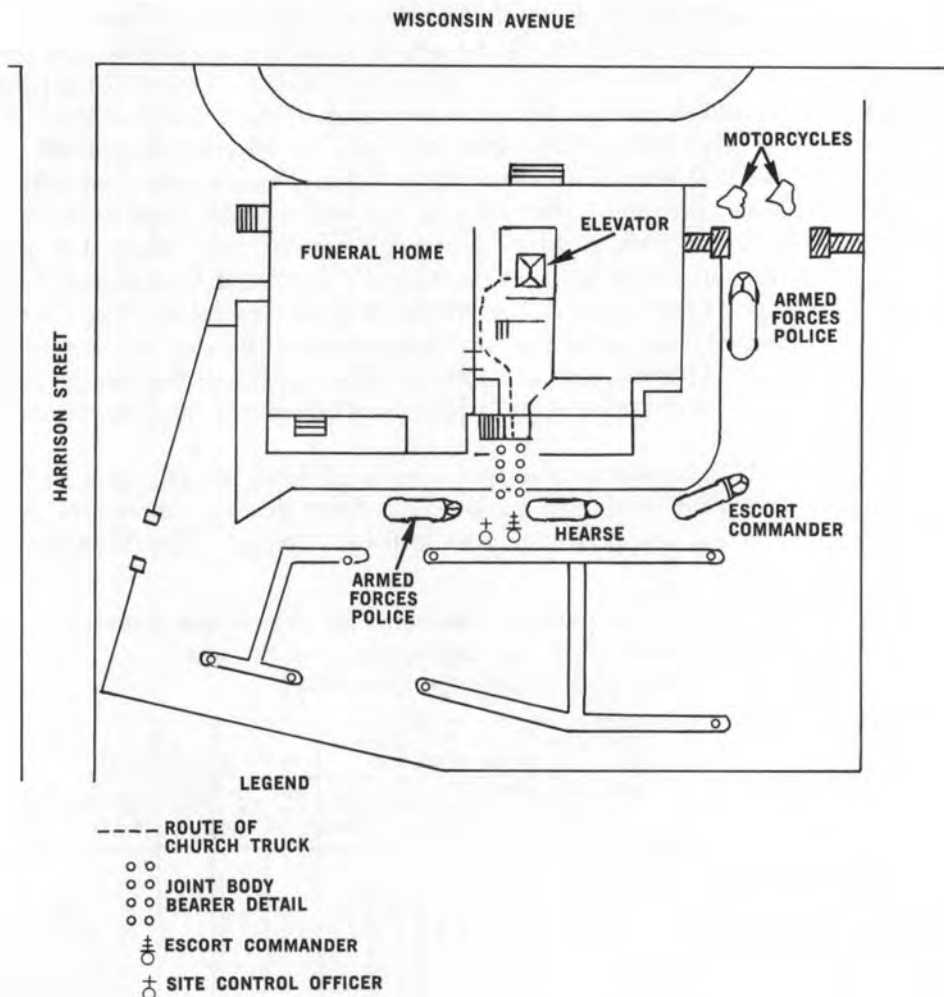 WISCONSIN AVENUE
MOTORCYCLES
ELEVATOR
FUNERAL HOME
ARMED
FORCES
POLICE
HARRISON STREET
ESCORT
COMMANDER
HEARSE
ARMED
FORCES
POLICE
LEGEND
ROUTE OF
CHURCH TRUCK
JOINT BODY
BEARER DETAIL
ESCORT COMMANDER
SITE CONTROL OFFICER